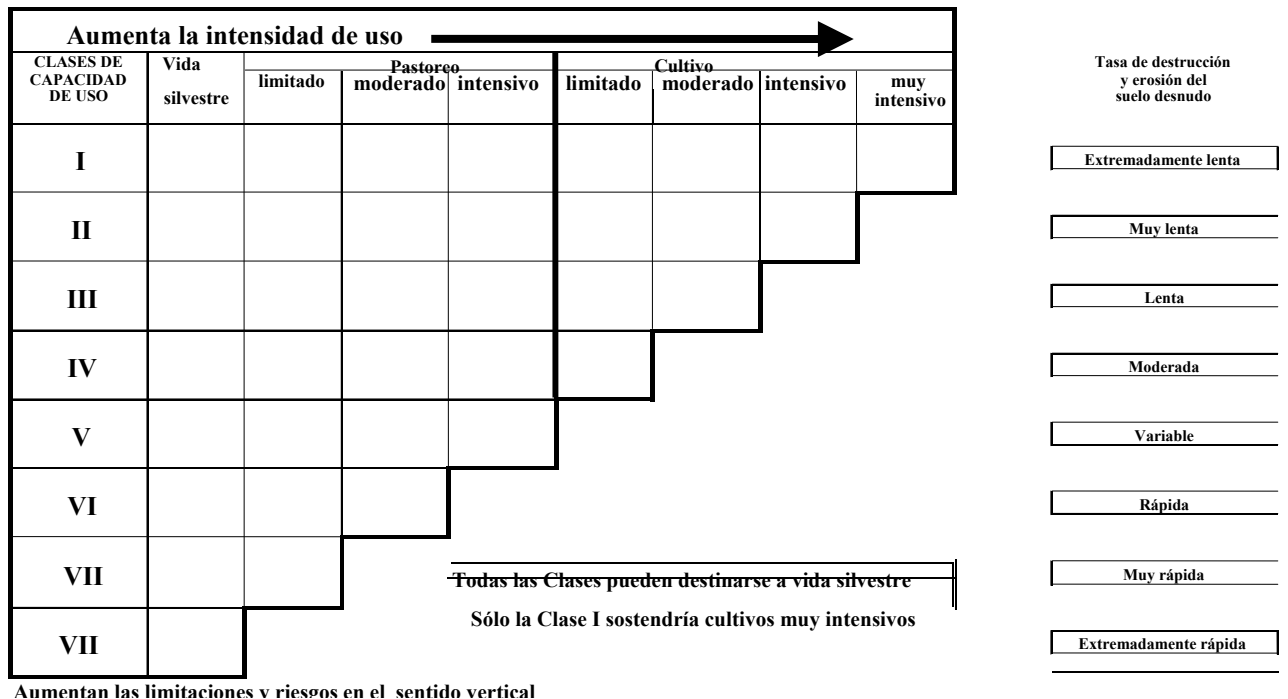 Aumenta la intensidad de uso
CLASES DE
CAPACIDAD
DE USO
Vida
silvestre
Pastoreo
limitado moderado intensivo
Cultivo
limitado moderado intensivo muy
intensivo
Tasa de destrucción
y erosión del
suelo desnudo
I
Extremadamente lenta
II
Muy lenta
III
Lenta
IV
Moderada
V
Variable
VI
Rápida
VII
Muy rápida
Todas las Clases pueden destinarse a vida silvestre
Sólo la Clase I sostendría cultivos muy intensivos
VII
Extremadamente rápida
Aumentan las limitaciones y riesgos en el sentido vertical